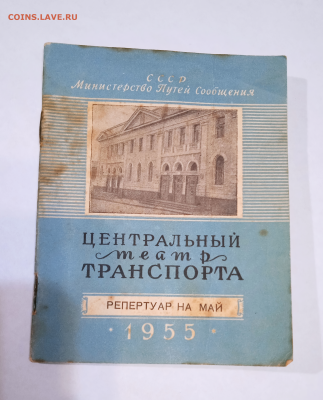 COINS.LAVE.RU
СССР
Министерство Путей Сообщения
ЦЕНТРАЛЬНЫЙ
театр
ТРАНСПОРТА
РЕПЕРТУАР НА МАЙ
· 1955 ·